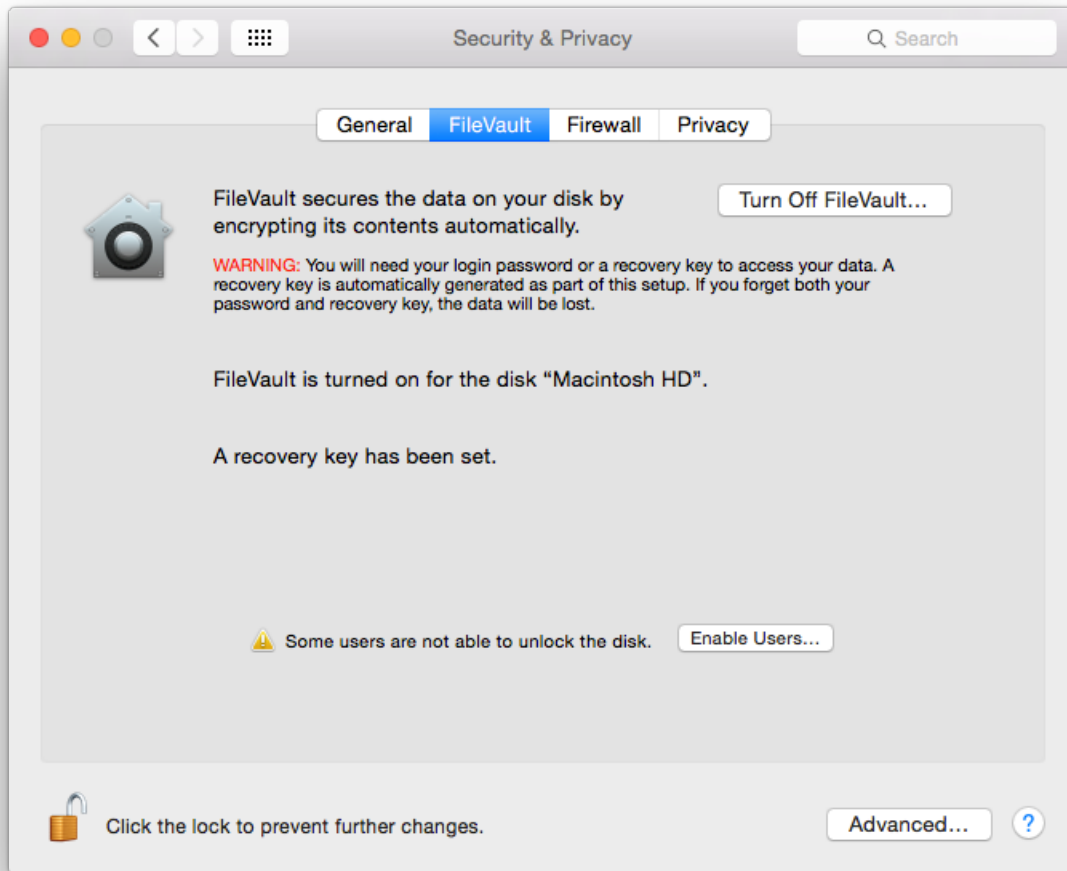 Security & Privacy
Search
General
FileVault
Firewall
Privacy
FileVault secures the data on your disk by
encrypting its contents automatically.
Turn Off FileVault...
WARNING: You will need your login password or a recovery key to access your data. A
recovery key is automatically generated as part of this setup. If you forget both your
password and recovery key, the data will be lost.
FileVault is turned on for the disk “Macintosh HD”.
A recovery key has been set.
Some users are not able to unlock the disk.
Enable Users...
Click the lock to prevent further changes.
Advanced...
?